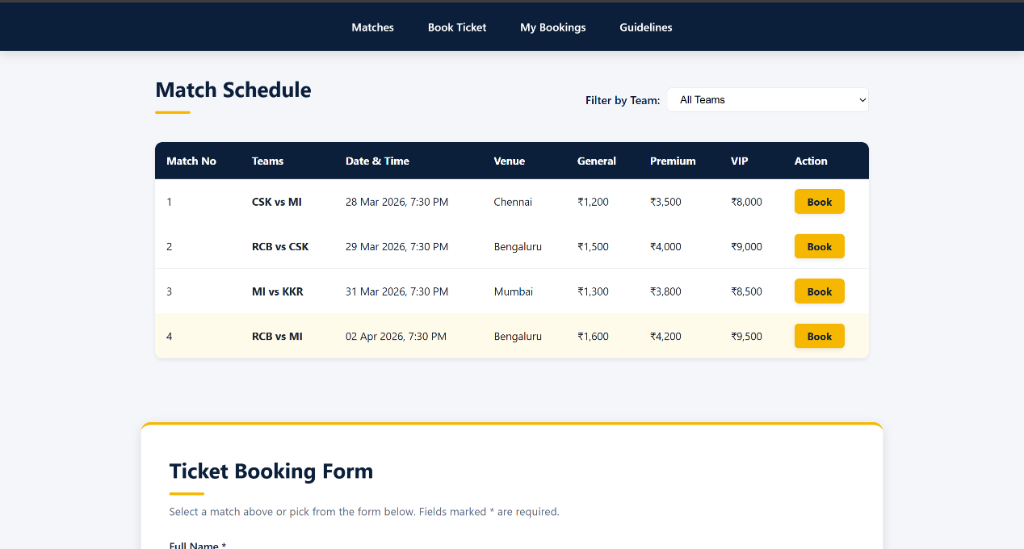 Matches Book Ticket My Bookings Guidelines
Match Schedule
Filter by Team: All Teams
Match No Teams Date & Time Venue General Premium VIP Action
1 CSK vs MI 28 Mar 2026, 7:30 PM Chennai ₹1,200 ₹3,500 ₹8,000 Book
2 RCB vs CSK 29 Mar 2026, 7:30 PM Bengaluru ₹1,500 ₹4,000 ₹9,000 Book
3 MI vs KKR 31 Mar 2026, 7:30 PM Mumbai ₹1,300 ₹3,800 ₹8,500 Book
4 RCB vs MI 02 Apr 2026, 7:30 PM Bengaluru ₹1,600 ₹4,200 ₹9,500 Book
Ticket Booking Form
Select a match above or pick from the form below. Fields marked * are required.
Full Name *